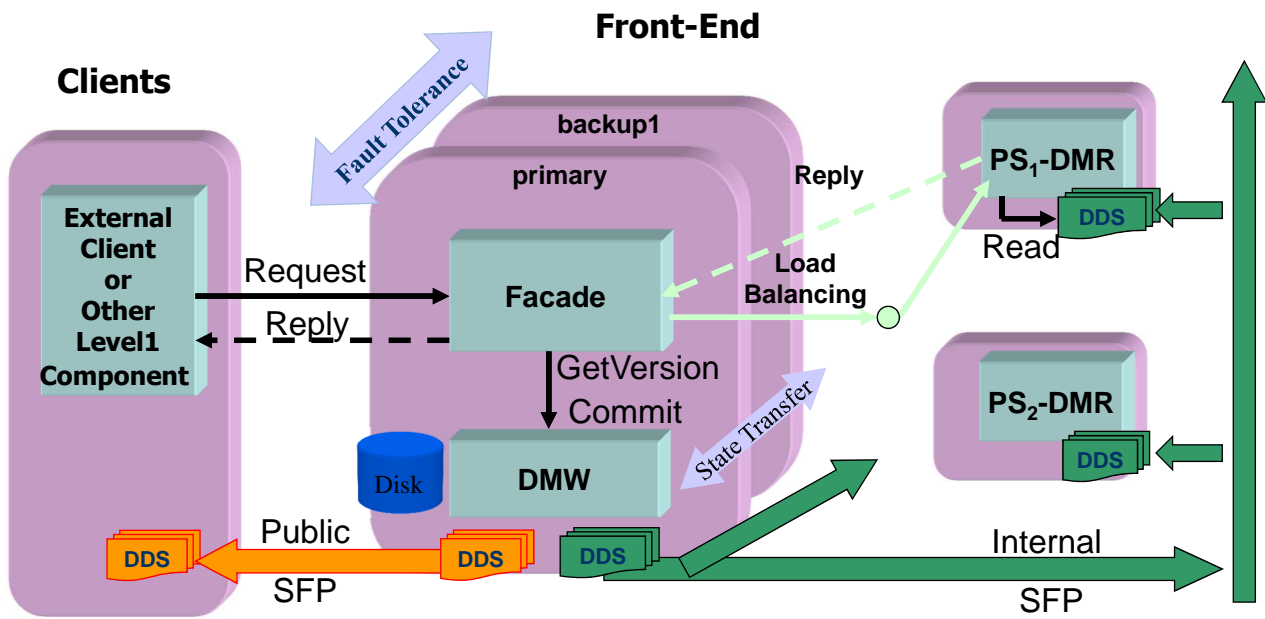 Front-End
Clients
Fault Tolerance
backup1
primary
External
Client
or
Other
Level1
Component
Request
Reply
Facade
GetVersion
Commit
DMW
Disk
State Transfer
Reply
Load
Balancing
PS1-DMR
DDS
Read
PS2-DMR
DDS
DDS
Public
SFP
DDS
DDS
Internal
SFP